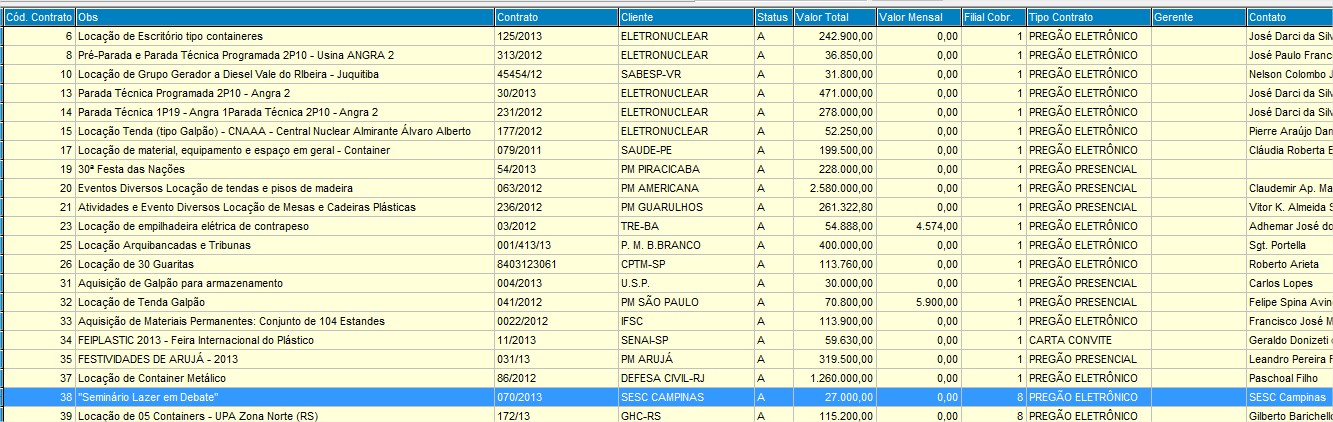 Cód. Contrato Obs Contrato Cliente Status Valor Total Valor Mensal Filial Cobr. Tipo Contrato Gerente Contato
6 Locação de Escritório tipo containeres 125/2013 ELETRONUCLEAR A 242.900,00 0,00 1 PREGÃO ELETRÔNICO José Darci da Silv
8 Pré-Parada e Parada Técnica Programada 2P10 - Usina ANGRA 2 313/2012 ELETRONUCLEAR A 36.850,00 0,00 1 PREGÃO ELETRÔNICO José Paulo Franc
10 Locação de Grupo Gerador a Diesel Vale do RIbeira - Juquitiba 45454/12 SABESP-VR A 31.800,00 0,00 1 PREGÃO ELETRÔNICO Nelson Colombo J
13 Parada Técnica Programada 2P10 - Angra 2 30/2013 ELETRONUCLEAR A 471.000,00 0,00 1 PREGÃO ELETRÔNICO José Darci da Silv
14 Parada Técnica 1P19 - Angra 1Parada Técnica 2P10 - Angra 2 231/2012 ELETRONUCLEAR A 278.000,00 0,00 1 PREGÃO ELETRÔNICO José Darci da Silv
15 Locação Tenda (tipo Galpão) - CNAAA - Central Nuclear Almirante Álvaro Alberto 177/2012 ELETRONUCLEAR A 52.250,00 0,00 1 PREGÃO ELETRÔNICO Pierre Araújo Dan
17 Locação de material, equipamento e espaço em geral - Container 079/2011 SAUDE-PE A 199.500,00 0,00 1 PREGÃO ELETRÔNICO Cláudia Roberta E
19 30ª Festa das Nações 54/2013 PM PIRACICABA A 228.000,00 0,00 1 PREGÃO PRESENCIAL
20 Eventos Diversos Locação de tendas e pisos de madeira 063/2012 PM AMERICANA A 2.580.000,00 0,00 1 PREGÃO PRESENCIAL Claudemir Ap. Ma
21 Atividades e Evento Diversos Locação de Mesas e Cadeiras Plásticas 236/2012 PM GUARULHOS A 261.322,80 0,00 1 PREGÃO PRESENCIAL Vitor K. Almeida S
23 Locação de empilhadeira elétrica de contrapeso 03/2012 TRE-BA A 54.888,00 4.574,00 1 PREGÃO ELETRÔNICO Adhemar José do
25 Locação Arquibancadas e Tribunas 001/413/13 P. M. B.BRANCO A 400.000,00 0,00 1 PREGÃO ELETRÔNICO Sgt. Portella
26 Locação de 30 Guaritas 8403123061 CPTM-SP A 113.760,00 0,00 1 PREGÃO ELETRÔNICO Roberto Arieta
31 Aquisição de Galpão para armazenamento 004/2013 U.S.P. A 30.000,00 0,00 1 PREGÃO PRESENCIAL Carlos Lopes
32 Locação de Tenda Galpão 041/2012 PM SÃO PAULO A 70.800,00 5.900,00 1 PREGÃO PRESENCIAL Felipe Spina Avin
33 Aquisição de Materiais Permanentes: Conjunto de 104 Estandes 0022/2012 IFSC A 113.900,00 0,00 1 PREGÃO ELETRÔNICO Francisco José M
34 FEIPLASTIC 2013 - Feira Internacional do Plástico 11/2013 SENAI-SP A 59.630,00 0,00 1 CARTA CONVITE Geraldo Donizeti d
35 FESTIVIDADES DE ARUJÁ - 2013 031/13 PM ARUJÁ A 319.500,00 0,00 1 PREGÃO PRESENCIAL Leandro Pereira F
37 Locação de Container Metálico 86/2012 DEFESA CIVIL-RJ A 1.260.000,00 0,00 1 PREGÃO ELETRÔNICO Paschoal Filho
38 "Seminário Lazer em Debate" 070/2013 SESC CAMPINAS A 27.000,00 0,00 8 PREGÃO ELETRÔNICO SESC Campinas
39 Locação de 05 Containers - UPA Zona Norte (RS) 172/13 GHC-RS A 115.200,00 0,00 8 PREGÃO ELETRÔNICO Gilberto Barichello